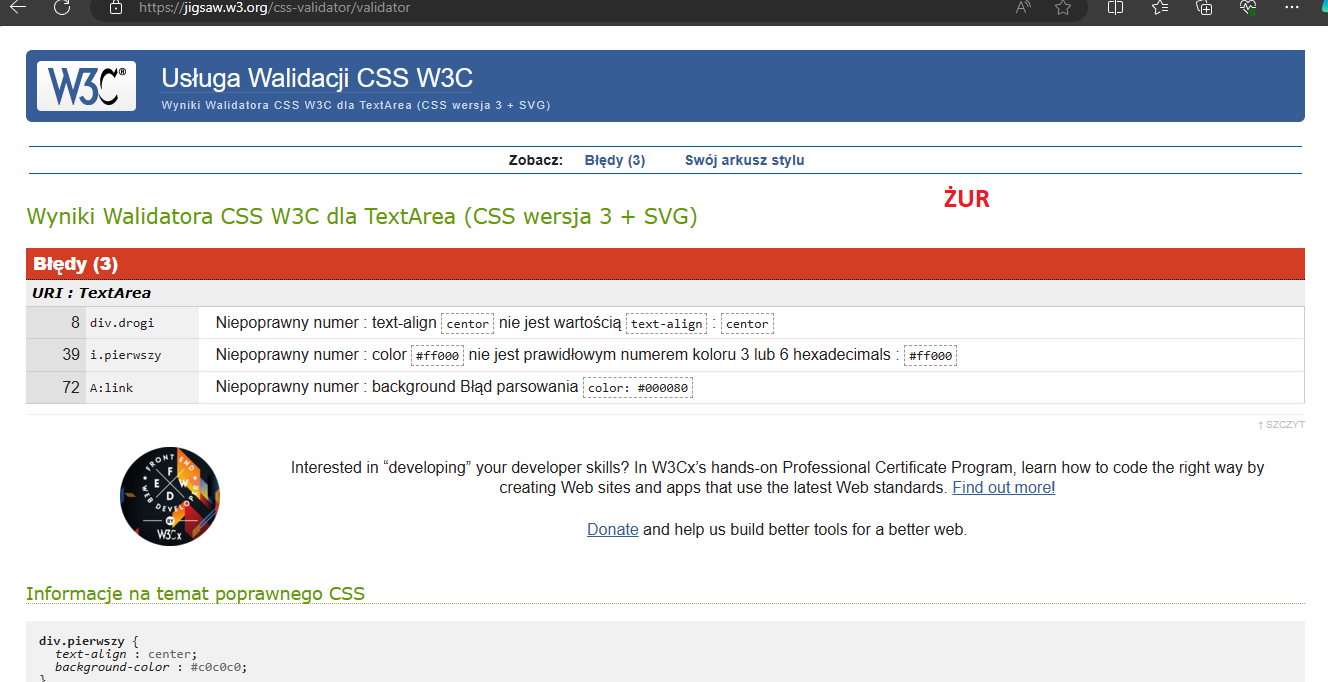 https://jigsaw.w3.org/css-validator/validator
W3C®
Usługa Walidacji CSS W3C
Wyniki Walidatora CSS W3C dla TextArea (CSS wersja 3 + SVG)
Zobacz: Błędy (3) Swój arkusz stylu
ŻUR
Wyniki Walidatora CSS W3C dla TextArea (CSS wersja 3 + SVG)
Błędy (3)
URI : TextArea
8 div.drogi Niepoprawny numer : text-align centor nie jest wartością text-align : centor
39 i.pierwszy Niepoprawny numer : color #ff000 nie jest prawidłowym numerem koloru 3 lub 6 hexadecimals : #ff000
72 A:link Niepoprawny numer : background Błąd parsowania color: #000080
↑ SZCZYT
FRONT END
WEB DEVELOPER
F
E W
D
BY
W3Cx
Interested in “developing” your developer skills? In W3Cx’s hands-on Professional Certificate Program, learn how to code the right way by
creating Web sites and apps that use the latest Web standards. Find out more!
Donate and help us build better tools for a better web.
Informacje na temat poprawnego CSS
div.pierwszy {
text-align : center;
background-color : #c0c0c0;
}